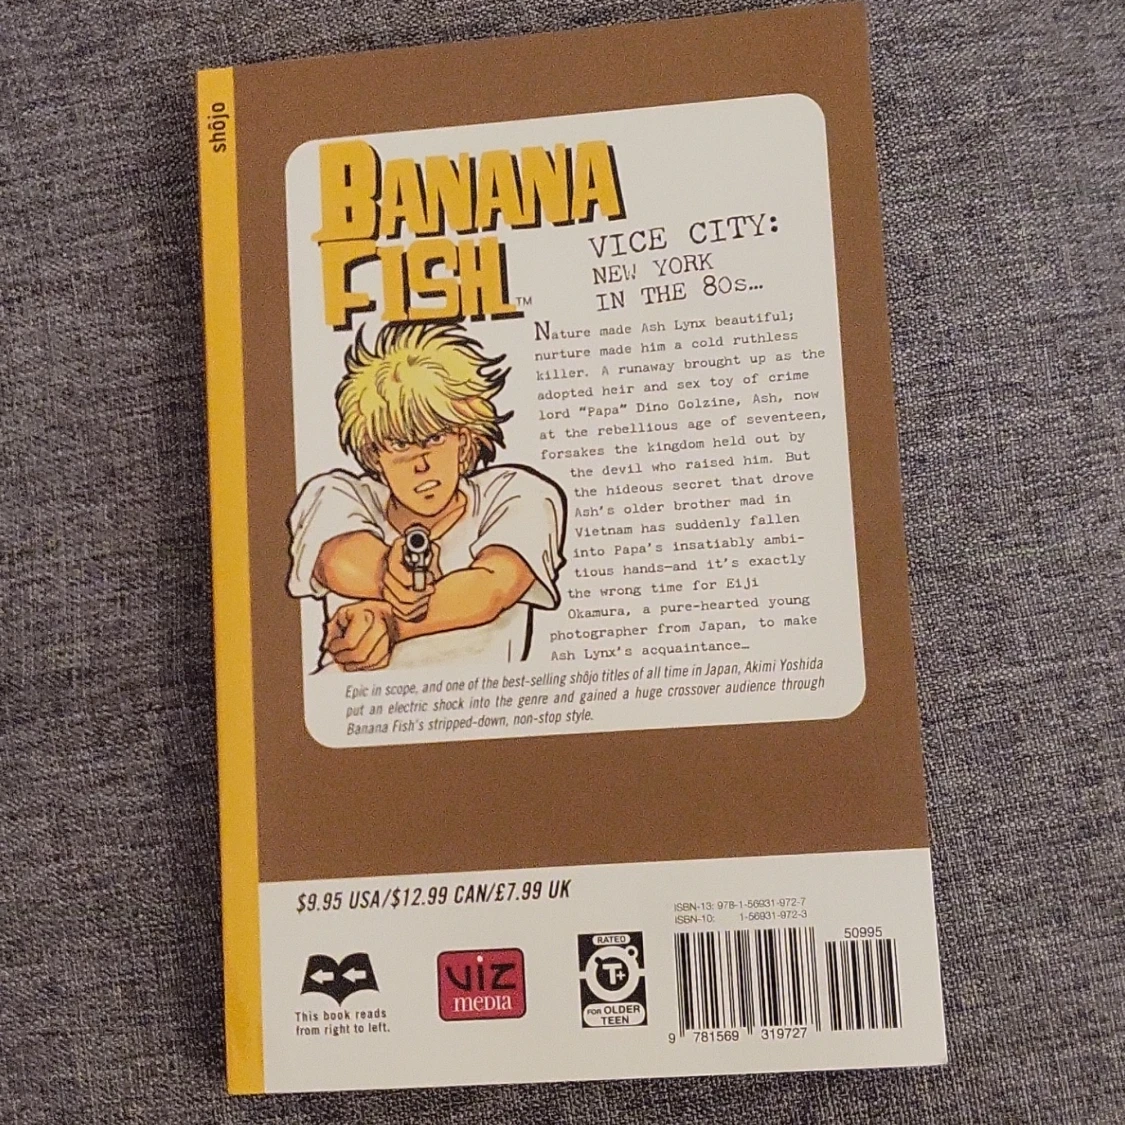 shôjo
BANANA
FISH™
VICE CITY:
NEW YORK
IN THE 80s…
Nature made Ash Lynx beautiful;
nurture made him a cold ruthless
killer. A runaway brought up as the
adopted heir and sex toy of crime
lord "Papa" Dino Golzine, Ash, now
at the rebellious age of seventeen,
forsakes the kingdom held out by
the devil who raised him. But
the hideous secret that drove
Ash's older brother mad in
Vietnam has suddenly fallen
into Papa's insatiably ambi-
tious hands—and it's exactly
the wrong time for Eiji
Okamura, a pure-hearted young
photographer from Japan, to make
Ash Lynx's acquaintance…
Epic in scope, and one of the best-selling shôjo titles of all time in Japan, Akimi Yoshida
put an electric shock into the genre and gained a huge crossover audience through
Banana Fish's stripped-down, non-stop style.
$9.95 USA/$12.99 CAN/£7.99 UK
This book reads
from right to left.
VIZ
media
RATED
T+
FOR OLDER
TEEN
ISBN-13: 978-1-56931-972-7
ISBN-10: 1-56931-972-3
50995
9 781569 319727